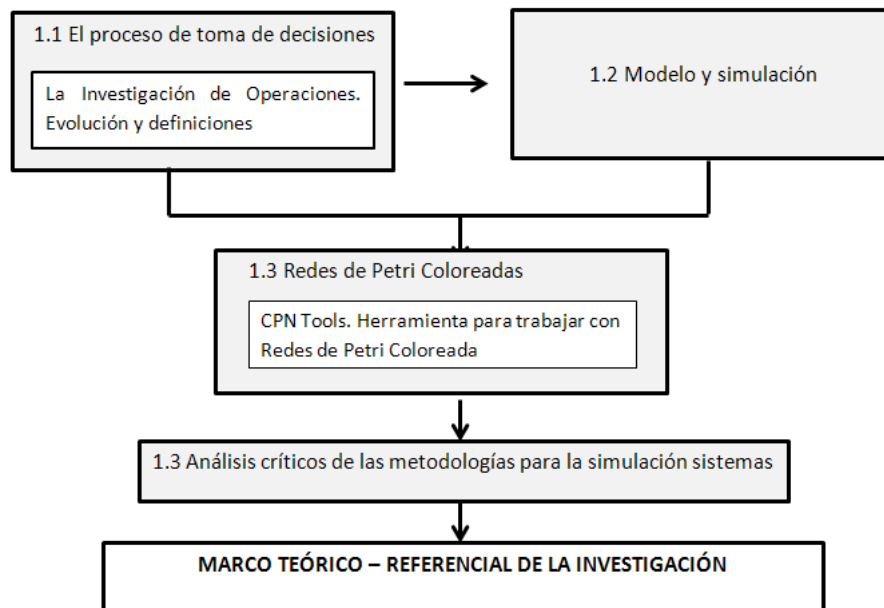 1.1 El proceso de toma de decisiones
La Investigación de Operaciones.
Evolución y definiciones
1.2 Modelo y simulación
1.3 Redes de Petri Coloreadas
CPN Tools. Herramienta para trabajar con
Redes de Petri Coloreada
1.3 Análisis críticos de las metodologías para la simulación sistemas
MARCO TEÓRICO – REFERENCIAL DE LA INVESTIGACIÓN